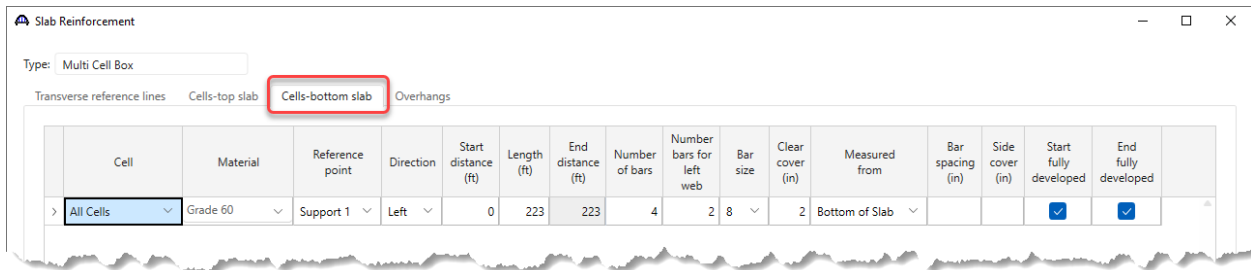 Slab Reinforcement
Type: Multi Cell Box
Transverse reference lines Cells-top slab Cells-bottom slab Overhangs
Cell Material Reference point Direction Start distance (ft) Length (ft) End distance (ft) Number of bars Number bars for left web Bar size Clear cover (in) Measured from Bar spacing (in) Side cover (in) Start fully developed End fully developed
> All Cells Grade 60 Support 1 Left 0 223 223 4 2 8 2 Bottom of Slab